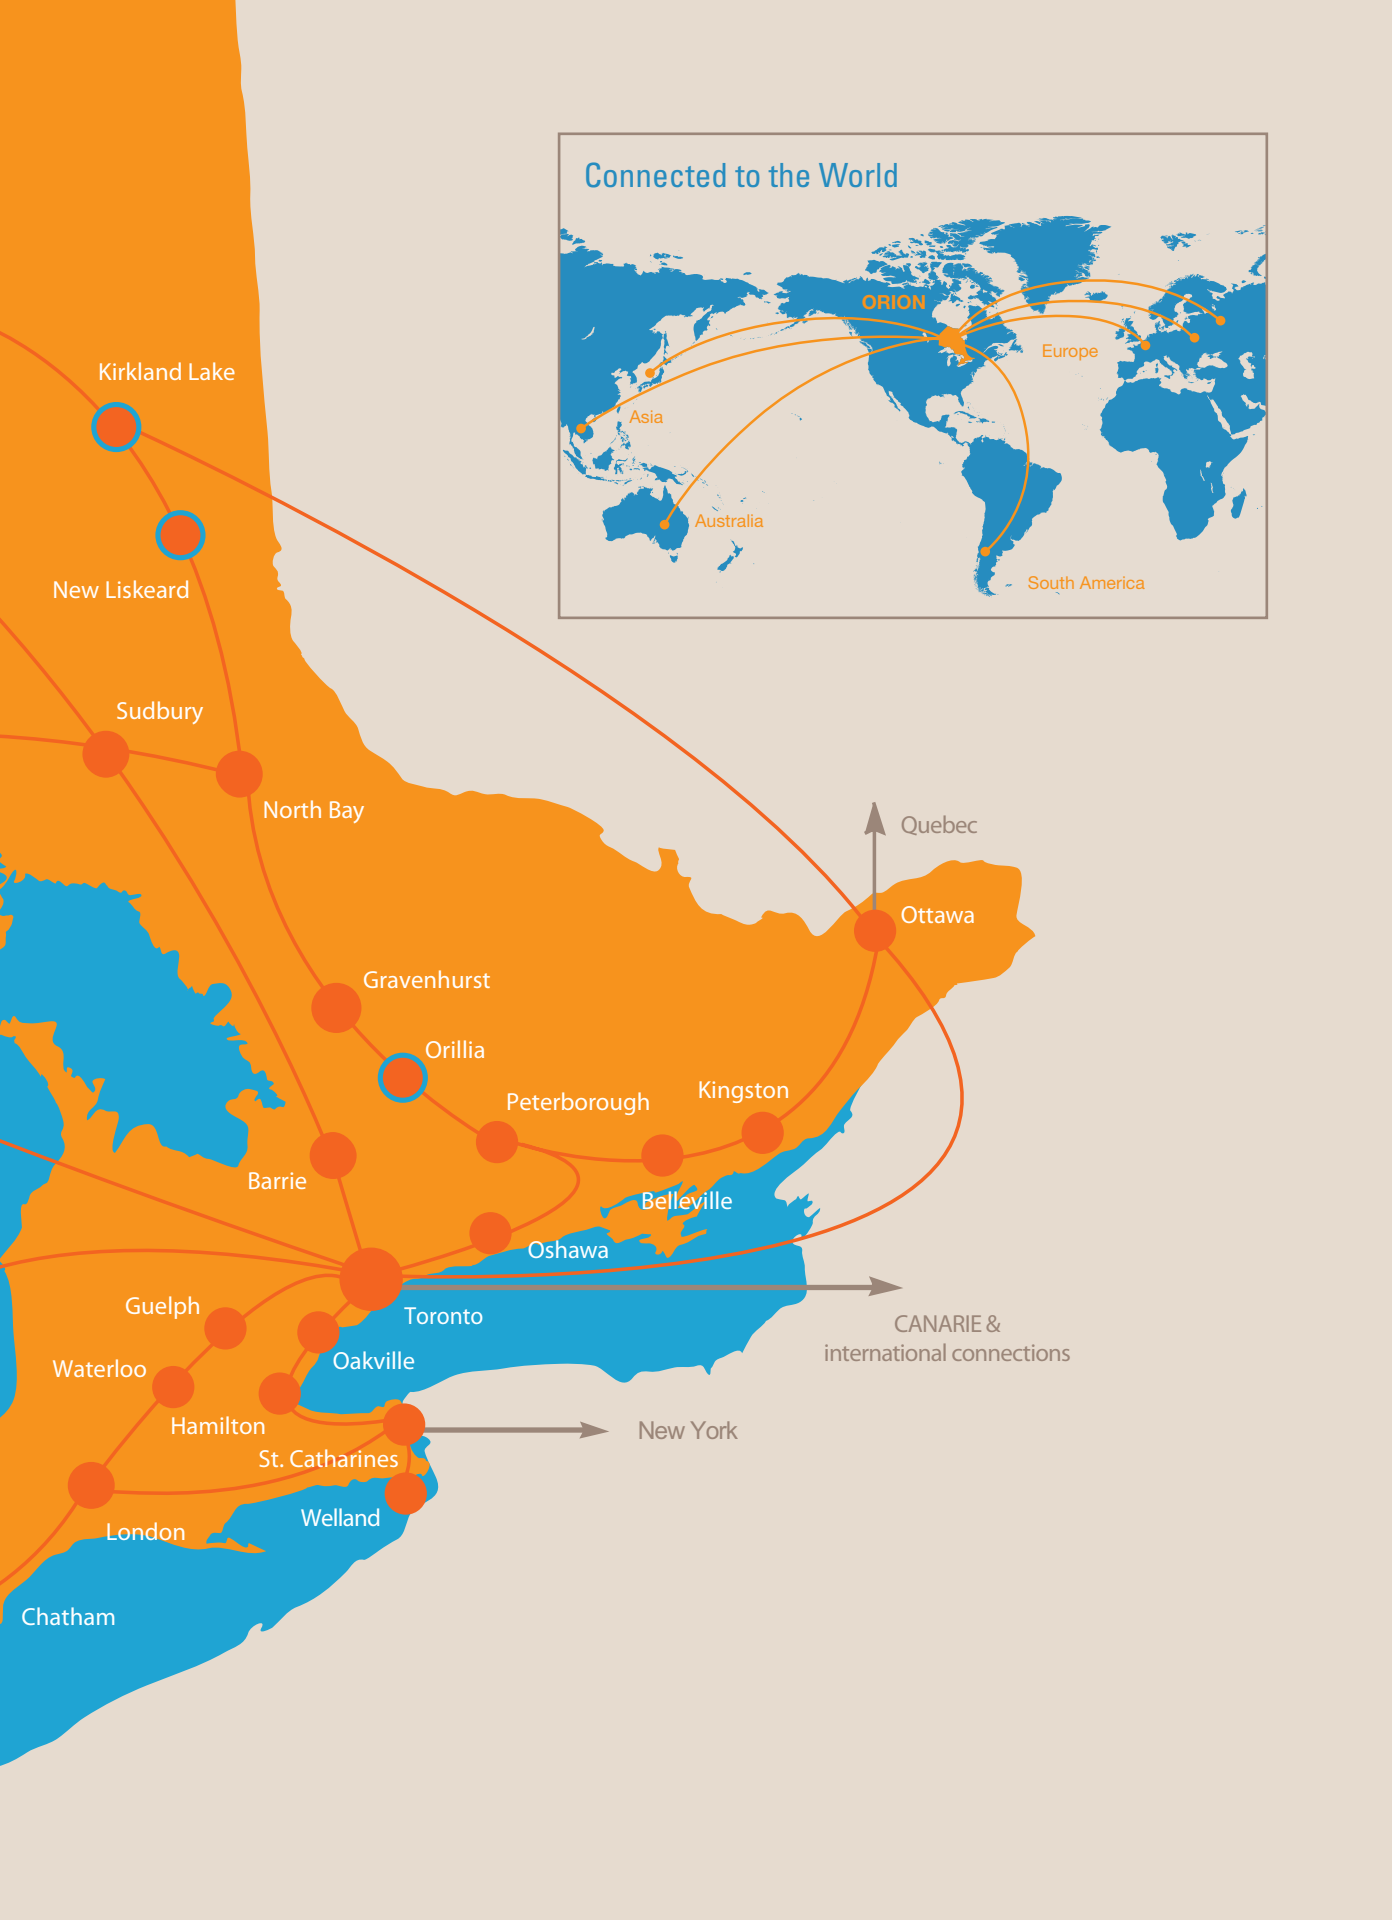 Connected to the World
ORION
Europe
Asia
Australia
South America
Kirkland Lake
New Liskeard
Sudbury
North Bay
Quebec
Ottawa
Gravenhurst
Orillia
Peterborough
Kingston
Barrie
Belleville
Oshawa
Guelph
Toronto
CANARIE &
international connections
Waterloo
Oakville
Hamilton
New York
St. Catharines
Welland
London
Chatham